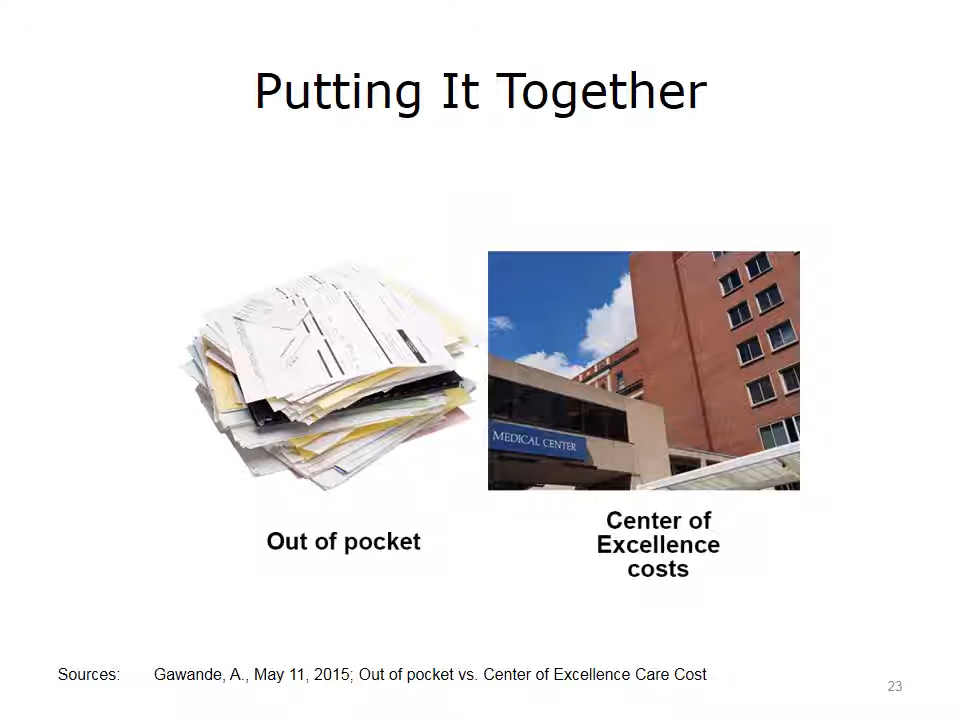 Putting It Together
MEDICAL CENTER
Out of pocket
Center of
Excellence
costs
Sources: Gawande, A., May 11, 2015; Out of pocket vs. Center of Excellence Care Cost
23